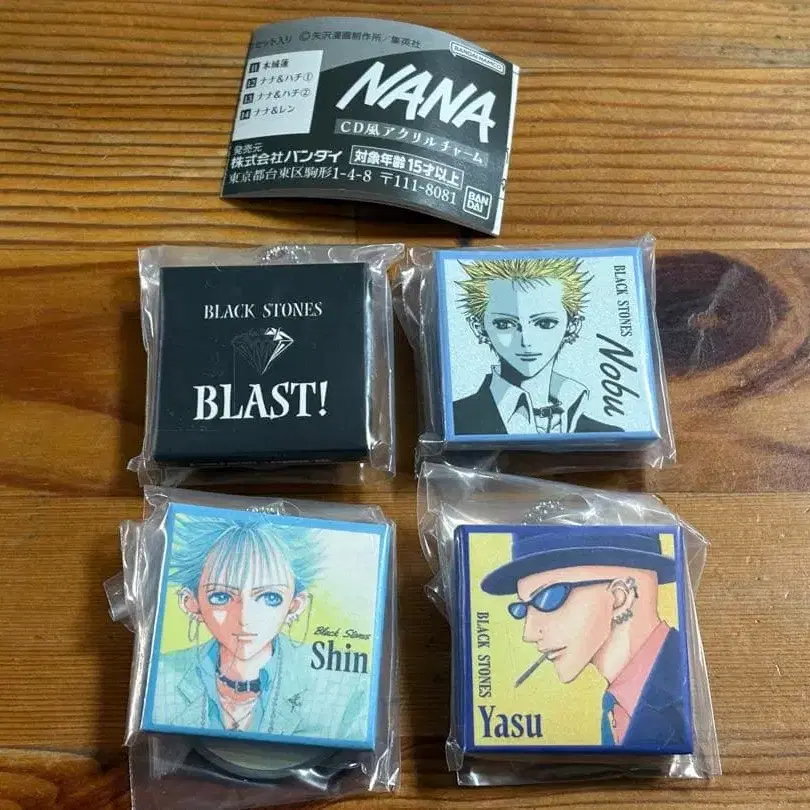 セット入り ©矢沢漫画制作所/集英社
11 本城蓮
12 ナナ&ハチ①
13 ナナ&ハチ②
14 ナナ&レン
BANDAI NAMCO
NANA
CD風アクリルチャーム
発売元
株式会社バンダイ
対象年齢15才以上
東京都台東区駒形1-4-8 〒111-8081
BAN
DAI
BLACK STONES
BLAST!
BLACK STONES
Nobu
Black Stones
Shin
BLACK STONES
Yasu